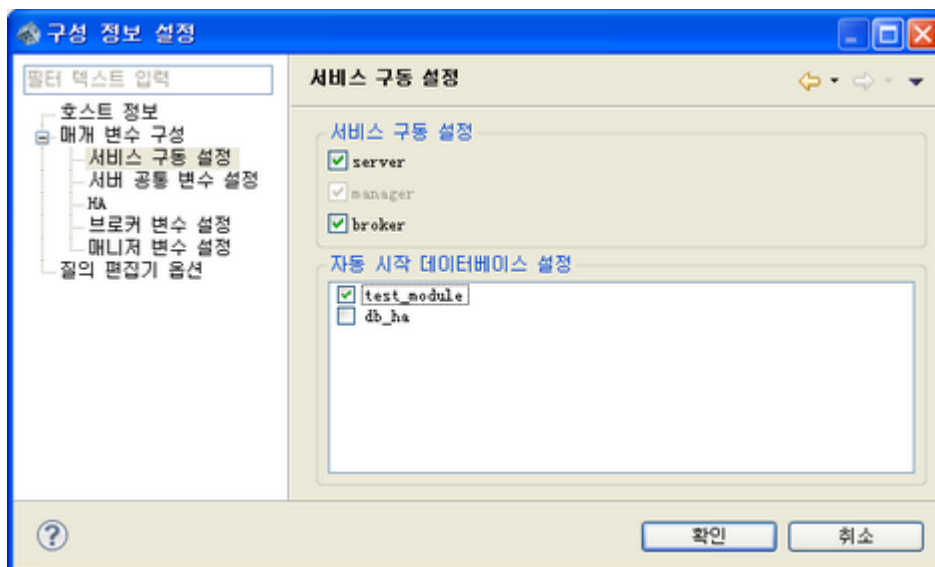 구성 정보 설정
필터 텍스트 입력
호스트 정보
매개 변수 구성
서비스 구동 설정
서버 공통 변수 설정
HA
브로커 변수 설정
매니저 변수 설정
질의 편집기 옵션
서비스 구동 설정
서비스 구동 설정
server
manager
broker
자동 시작 데이터베이스 설정
test_module
db_ha
확인
취소